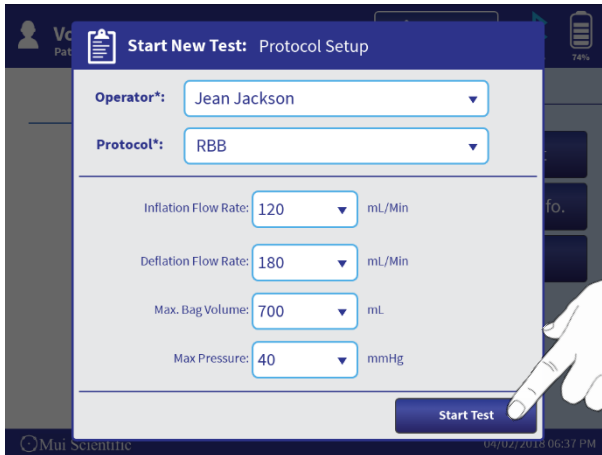 Vo
Pat
74%
Start New Test: Protocol Setup
Operator*: Jean Jackson
Protocol*: RBB
Inflation Flow Rate: 120 mL/Min
Deflation Flow Rate: 180 mL/Min
Max. Bag Volume: 700 mL
Max Pressure: 40 mmHg
fo.
Start Test
Mui Scientific
04/02/2018 06:37 PM